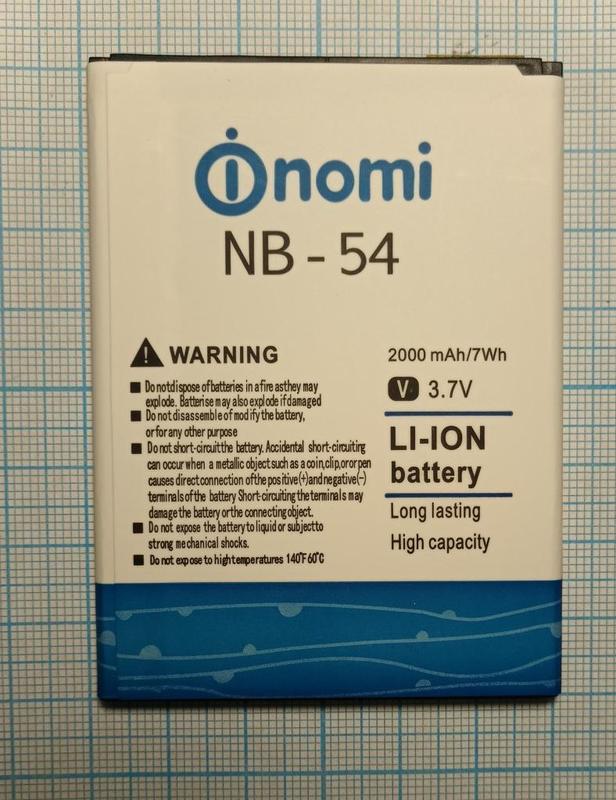 nomi
NB - 54
WARNING
Do not dispose of batteries in a fire as they may
explode. Batterise may also explode if damaged
Do not disassemble of modify the battery,
or for any other purpose
Do not short-circuit the battery. Accidental short-circuiting
can occur when a metallic object such as a coin, clip, or or pen
causes direct connection of the positive(+) and negative(-)
terminals of the battery Short-circuiting the terminals may
damage the battery or the connecting object.
Do not expose the battery to liquid or subject to
strong mechanical shocks.
Do not expose to high temperatures 140°F 60°C
2000 mAh/7Wh
V 3.7V
LI-ION
battery
Long lasting
High capacity